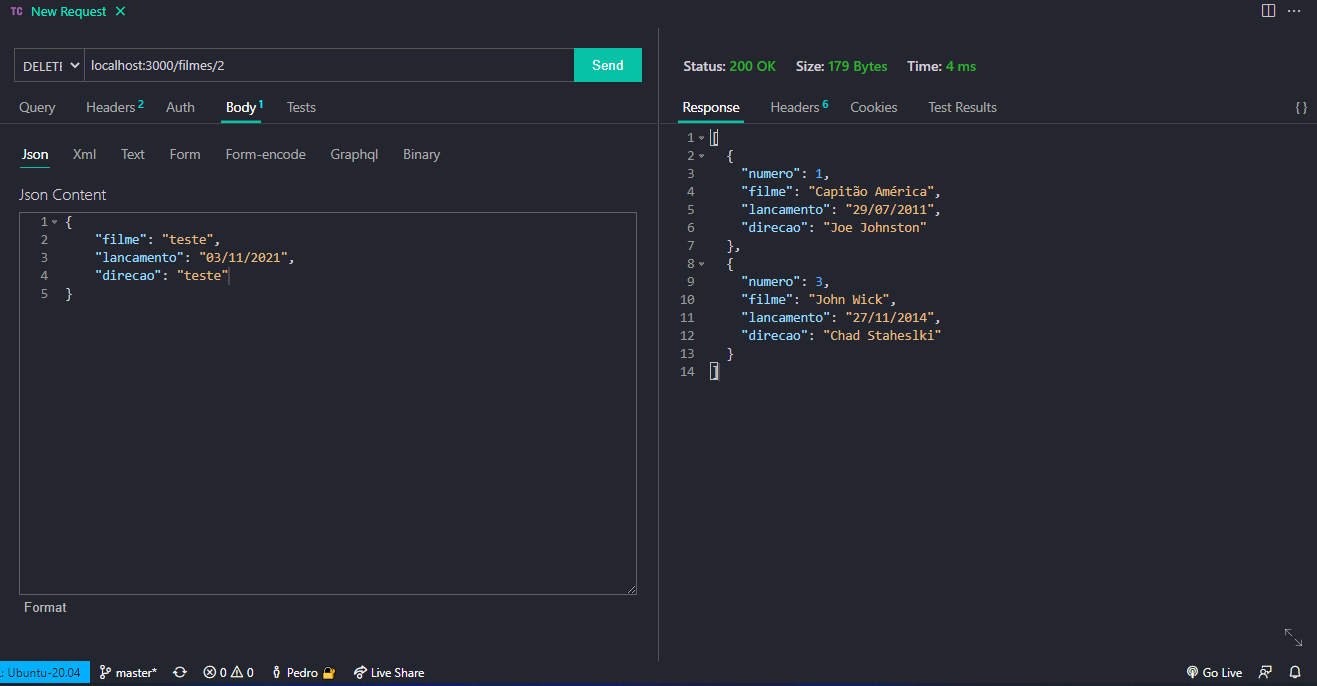 TC New Request
DELETE localhost:3000/filmes/2 Send
Query Headers 2 Auth Body 1 Tests
Json Xml Text Form Form-encode Graphql Binary
Json Content
1 {
2 "filme": "teste",
3 "lancamento": "03/11/2021",
4 "direcao": "teste"
5 }
Format
Status: 200 OK Size: 179 Bytes Time: 4 ms
Response Headers 6 Cookies Test Results { }
1 [
2 {
3 "numero": 1,
4 "filme": "Capitão América",
5 "lancamento": "29/07/2011",
6 "direcao": "Joe Johnston"
7 },
8 {
9 "numero": 3,
10 "filme": "John Wick",
11 "lancamento": "27/11/2014",
12 "direcao": "Chad Staheslki"
13 }
14 ]
: Ubuntu-20.04 master* 0 0 Pedro Live Share Go Live